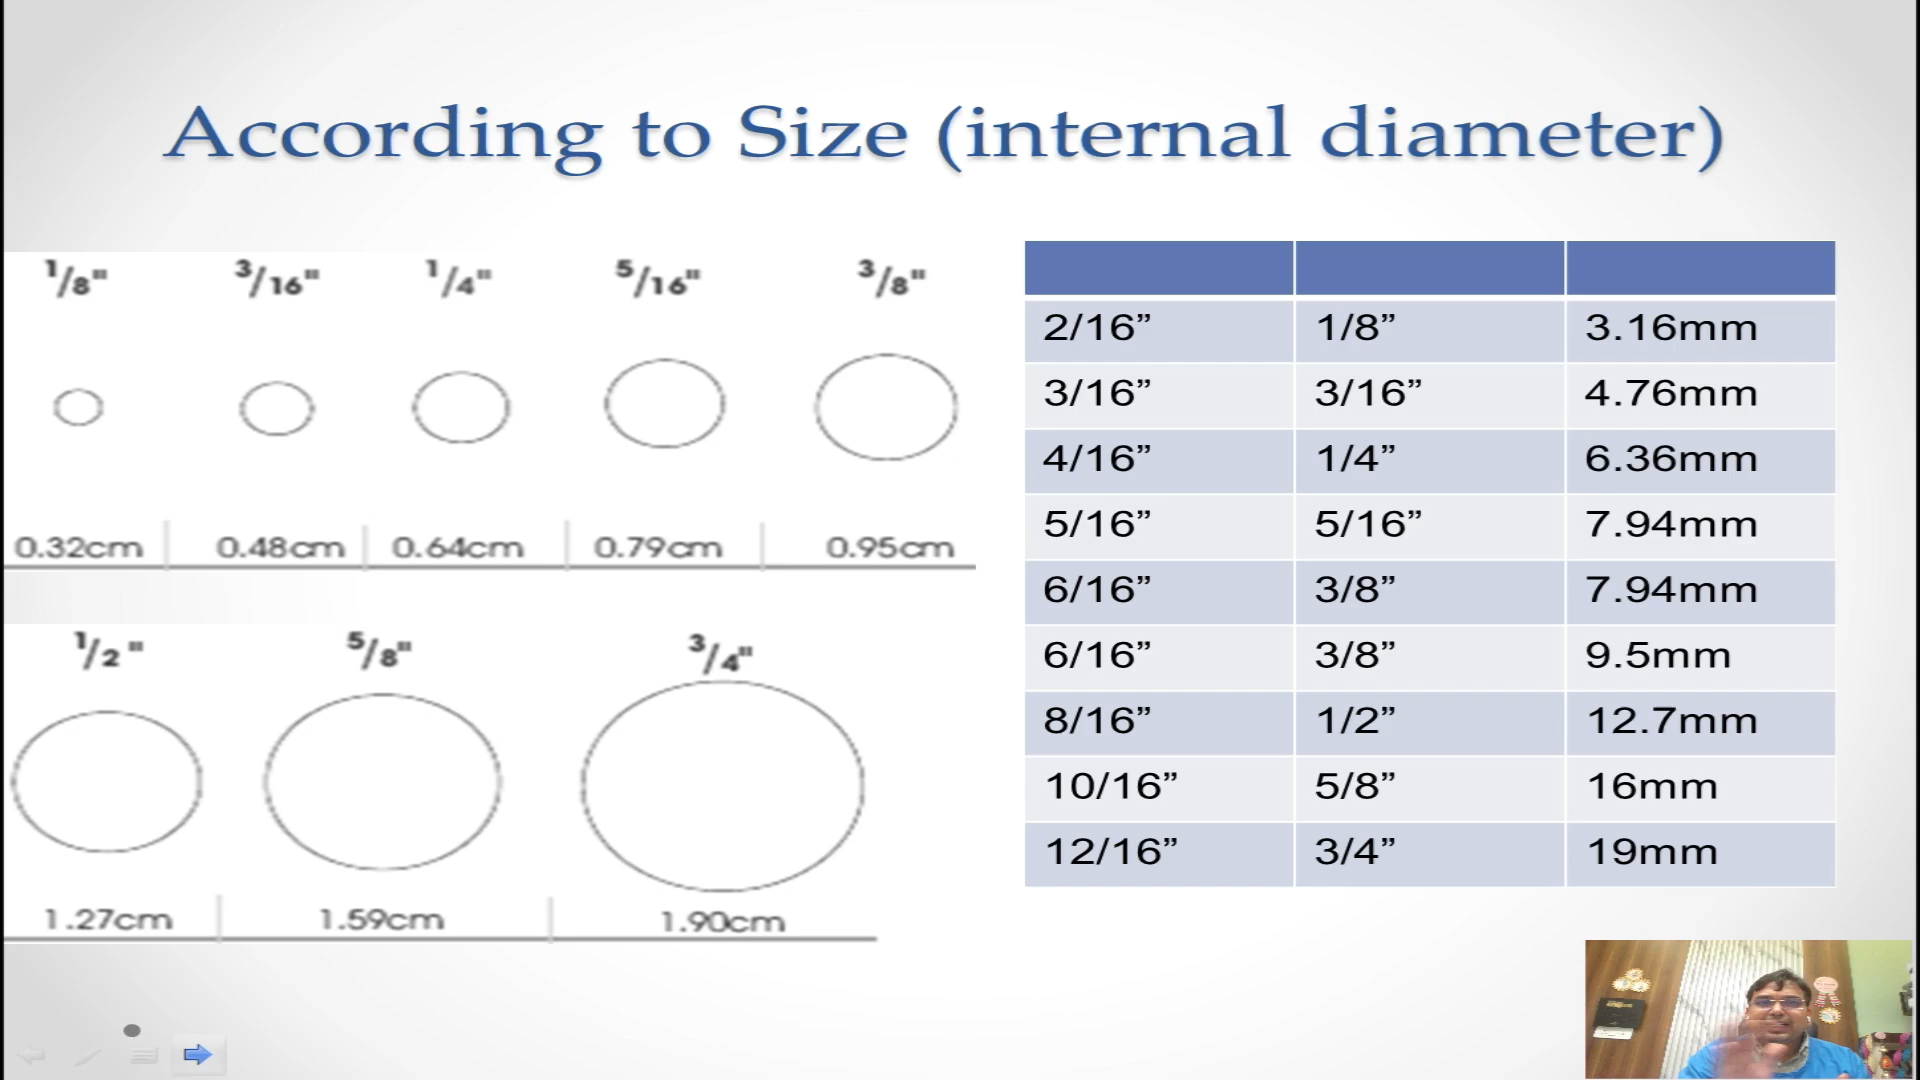 According to Size (internal diameter)
1/8" 3/16" 1/4" 5/16" 3/8"
0.32cm 0.48cm 0.64cm 0.79cm 0.95cm
1/2 " 5/8" 3/4"
1.27cm 1.59cm 1.90cm
2/16” 1/8” 3.16mm
3/16” 3/16” 4.76mm
4/16” 1/4” 6.36mm
5/16” 5/16” 7.94mm
6/16” 3/8” 7.94mm
6/16” 3/8” 9.5mm
8/16” 1/2” 12.7mm
10/16” 5/8” 16mm
12/16” 3/4” 19mm